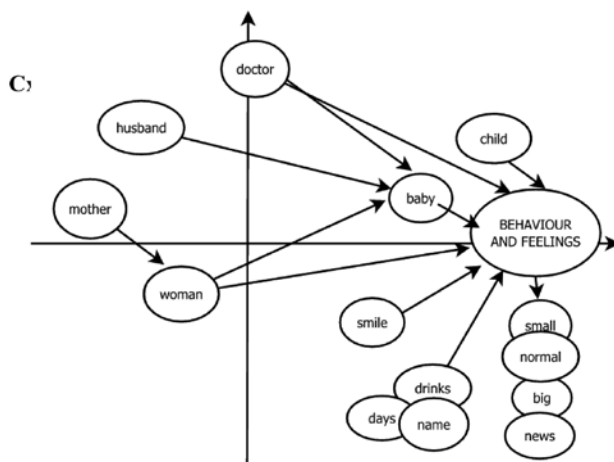 doctor
husband
child
mother
baby
BEHAVIOUR
AND FEELINGS
woman
smile
small
normal
drinks
days
name
big
news